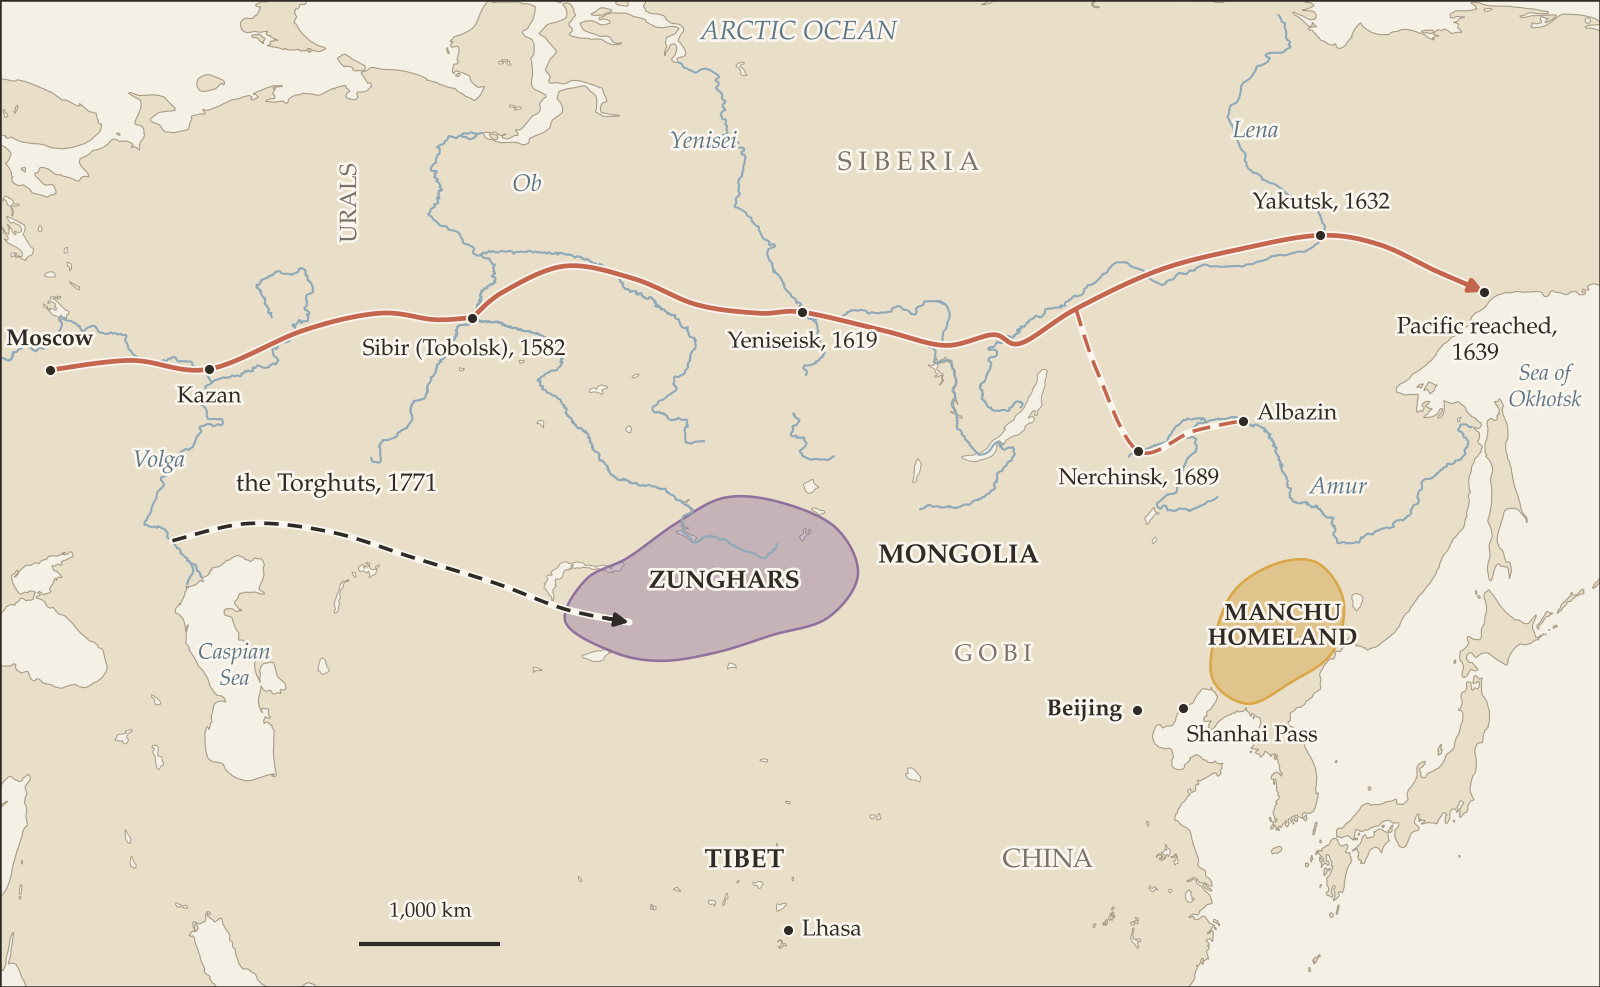 ARCTIC OCEAN
Yenisei
Lena
SIBERIA
URALS
Ob
Yakutsk, 1632
Moscow
Sibir (Tobolsk), 1582
Yeniseisk, 1619
Pacific reached,
1639
Kazan
Sea of
Okhotsk
Albazin
Volga
the Torghuts, 1771
Nerchinsk, 1689
Amur
MONGOLIA
ZUNGHARS
MANCHU
HOMELAND
Caspian
Sea
GOBI
Beijing
Shanhai Pass
TIBET
CHINA
1,000 km
Lhasa